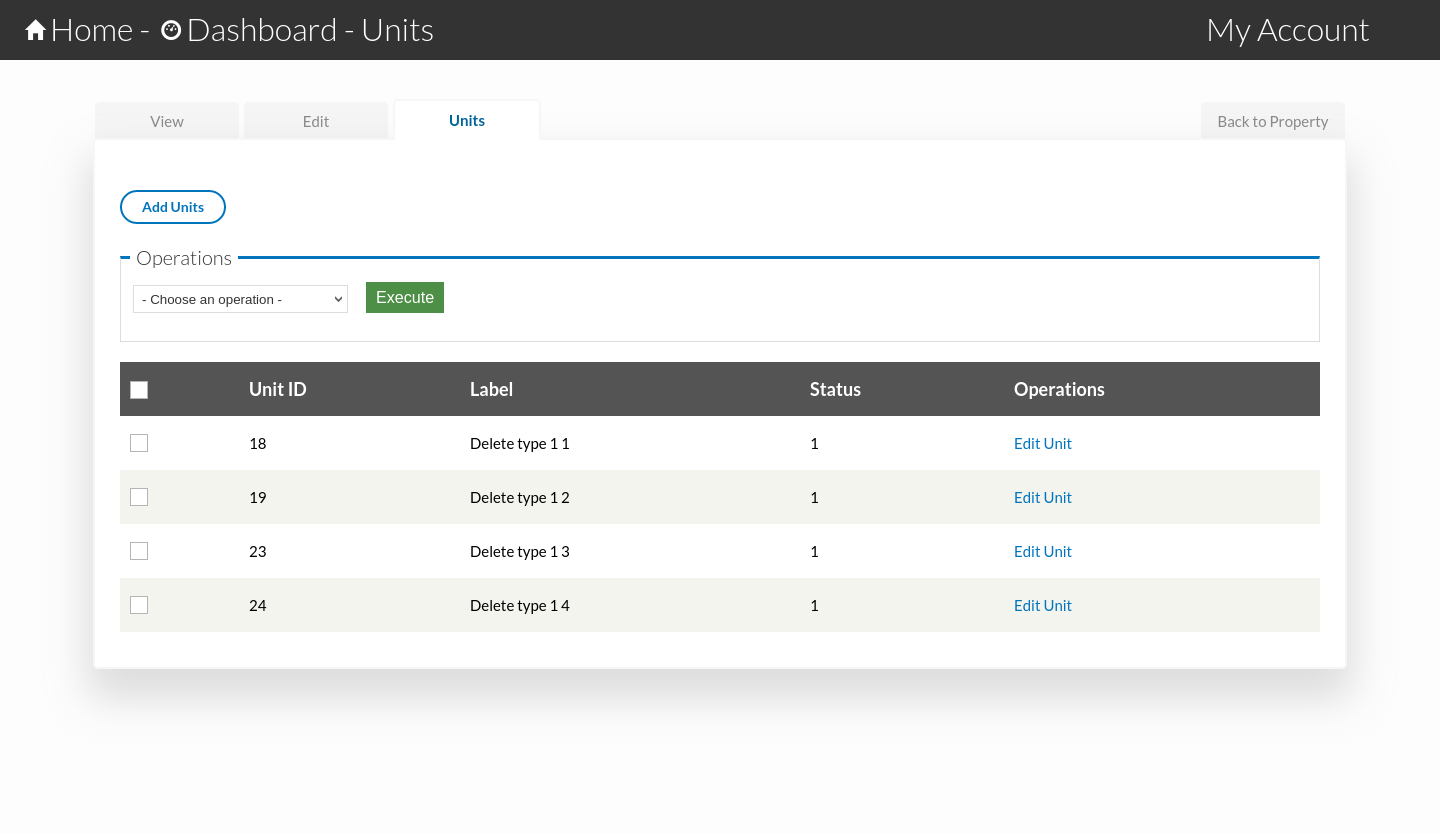 Home - Dashboard - Units My Account
View Edit Units Back to Property
Add Units
Operations
- Choose an operation - Execute
Unit ID Label Status Operations
18 Delete type 1 1 1 Edit Unit
19 Delete type 1 2 1 Edit Unit
23 Delete type 1 3 1 Edit Unit
24 Delete type 1 4 1 Edit Unit